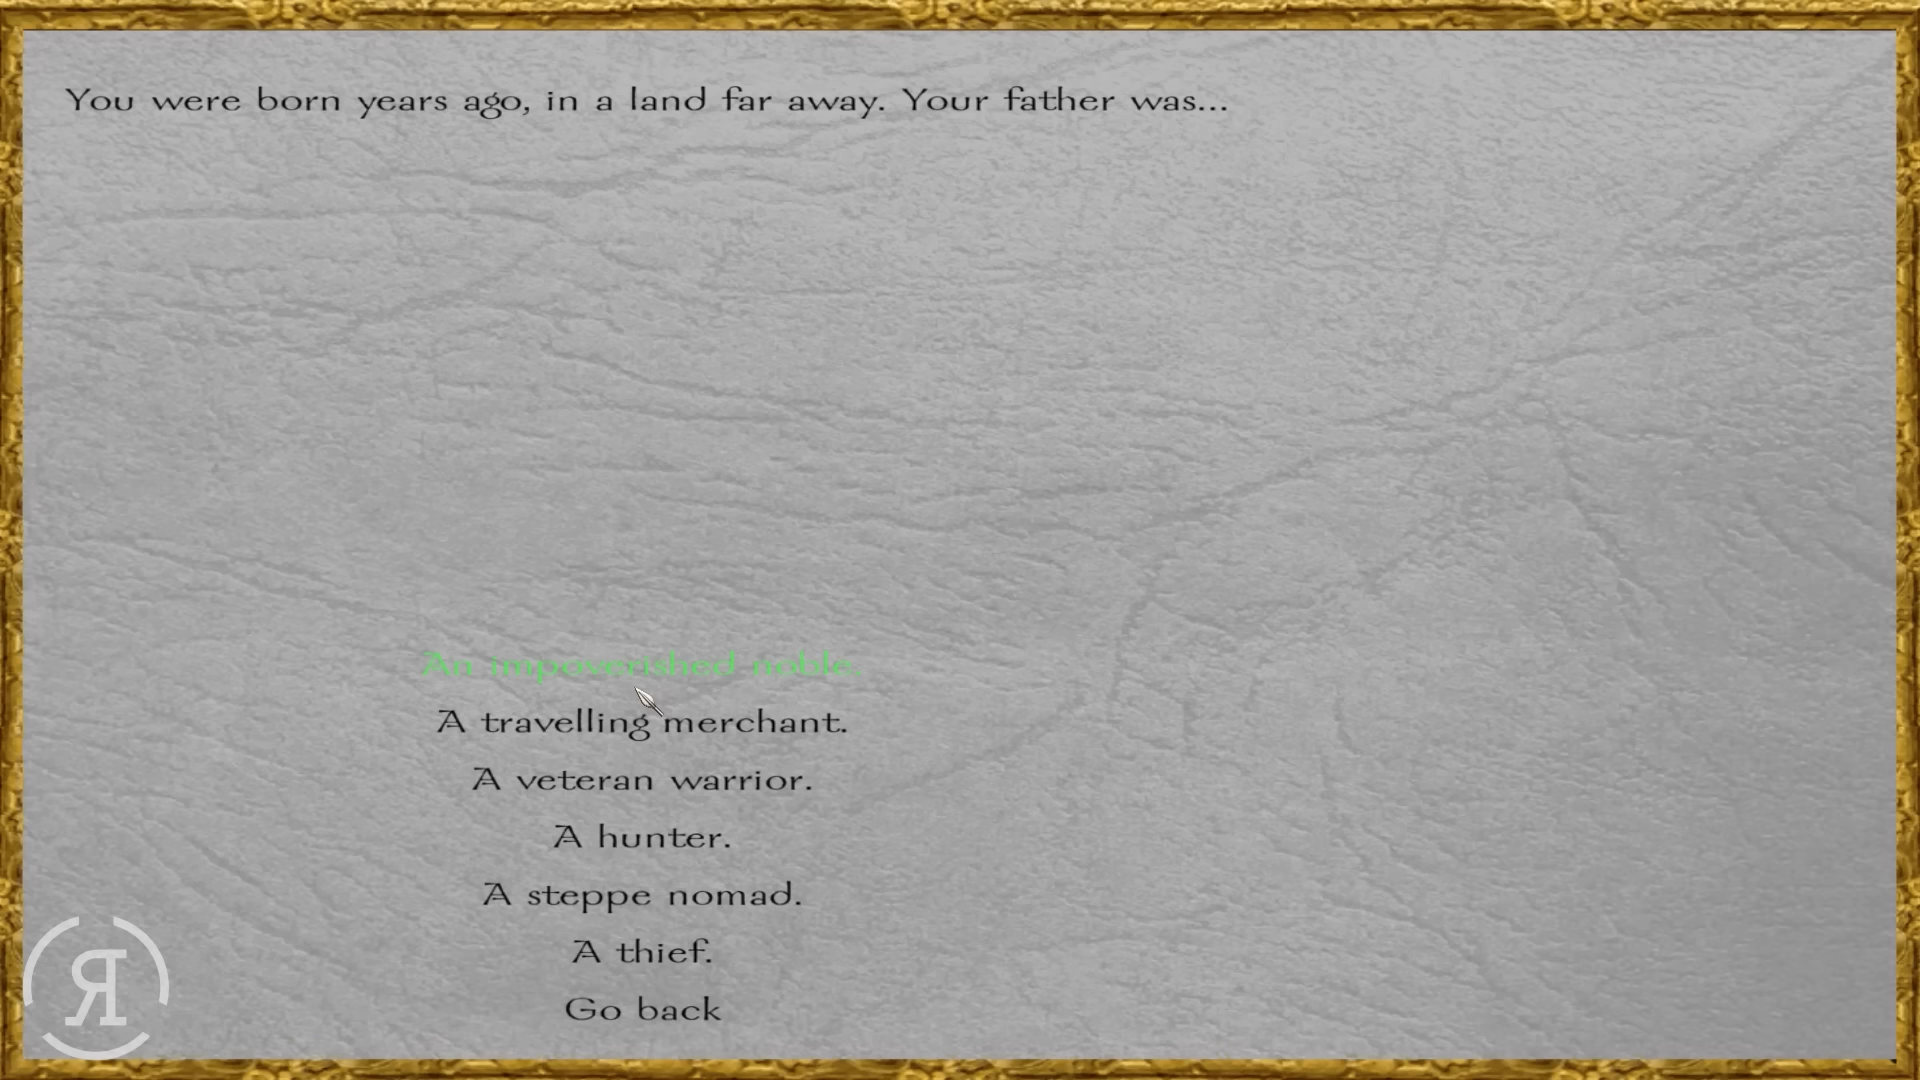 You were born years ago, in a land far away. Your father was...
An impoverished noble.
A travelling merchant.
A veteran warrior.
A hunter.
A steppe nomad.
A thief.
Go back